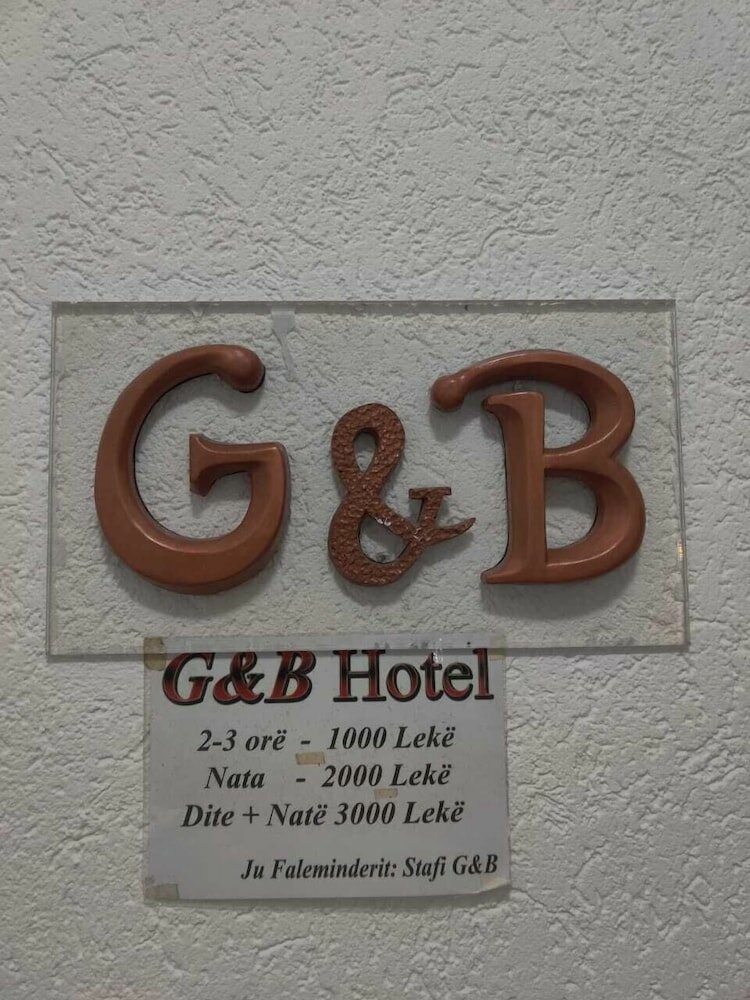 G&B
G&B Hotel
2-3 orë - 1000 Lekë
Nata - 2000 Lekë
Dite + Natë 3000 Lekë
Ju Faleminderit: Stafi G&B